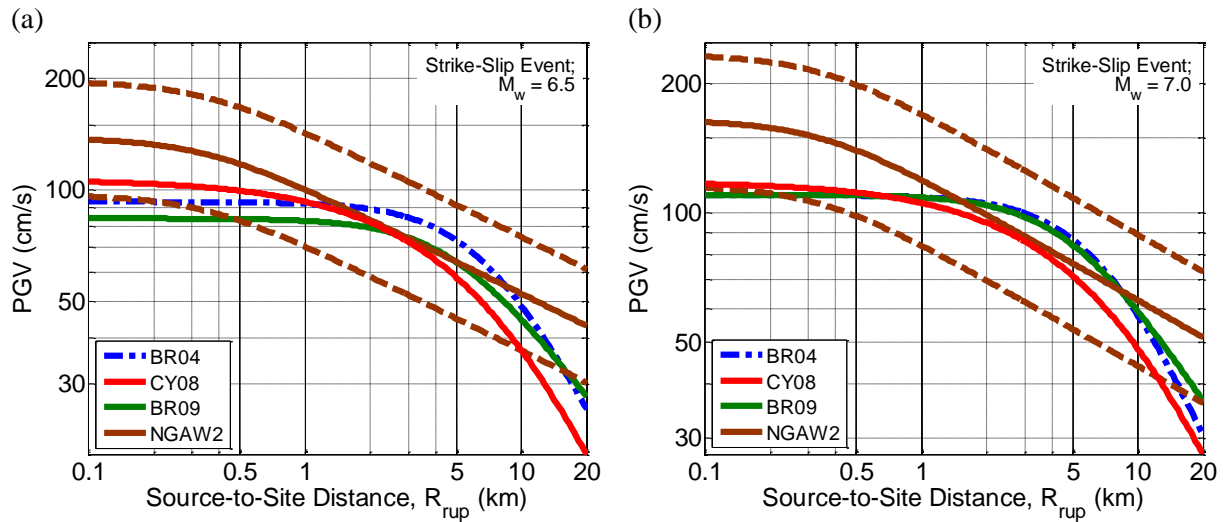 (a)
Strike-Slip Event;
M_w = 6.5
200
100
50
30
PGV (cm/s)
BR04
CY08
BR09
NGAW2
0.1
0.5
1
5
10
20
Source-to-Site Distance, R_rup (km)
(b)
Strike-Slip Event;
M_w = 7.0
200
100
50
30
PGV (cm/s)
BR04
CY08
BR09
NGAW2
0.1
0.5
1
5
10
20
Source-to-Site Distance, R_rup (km)